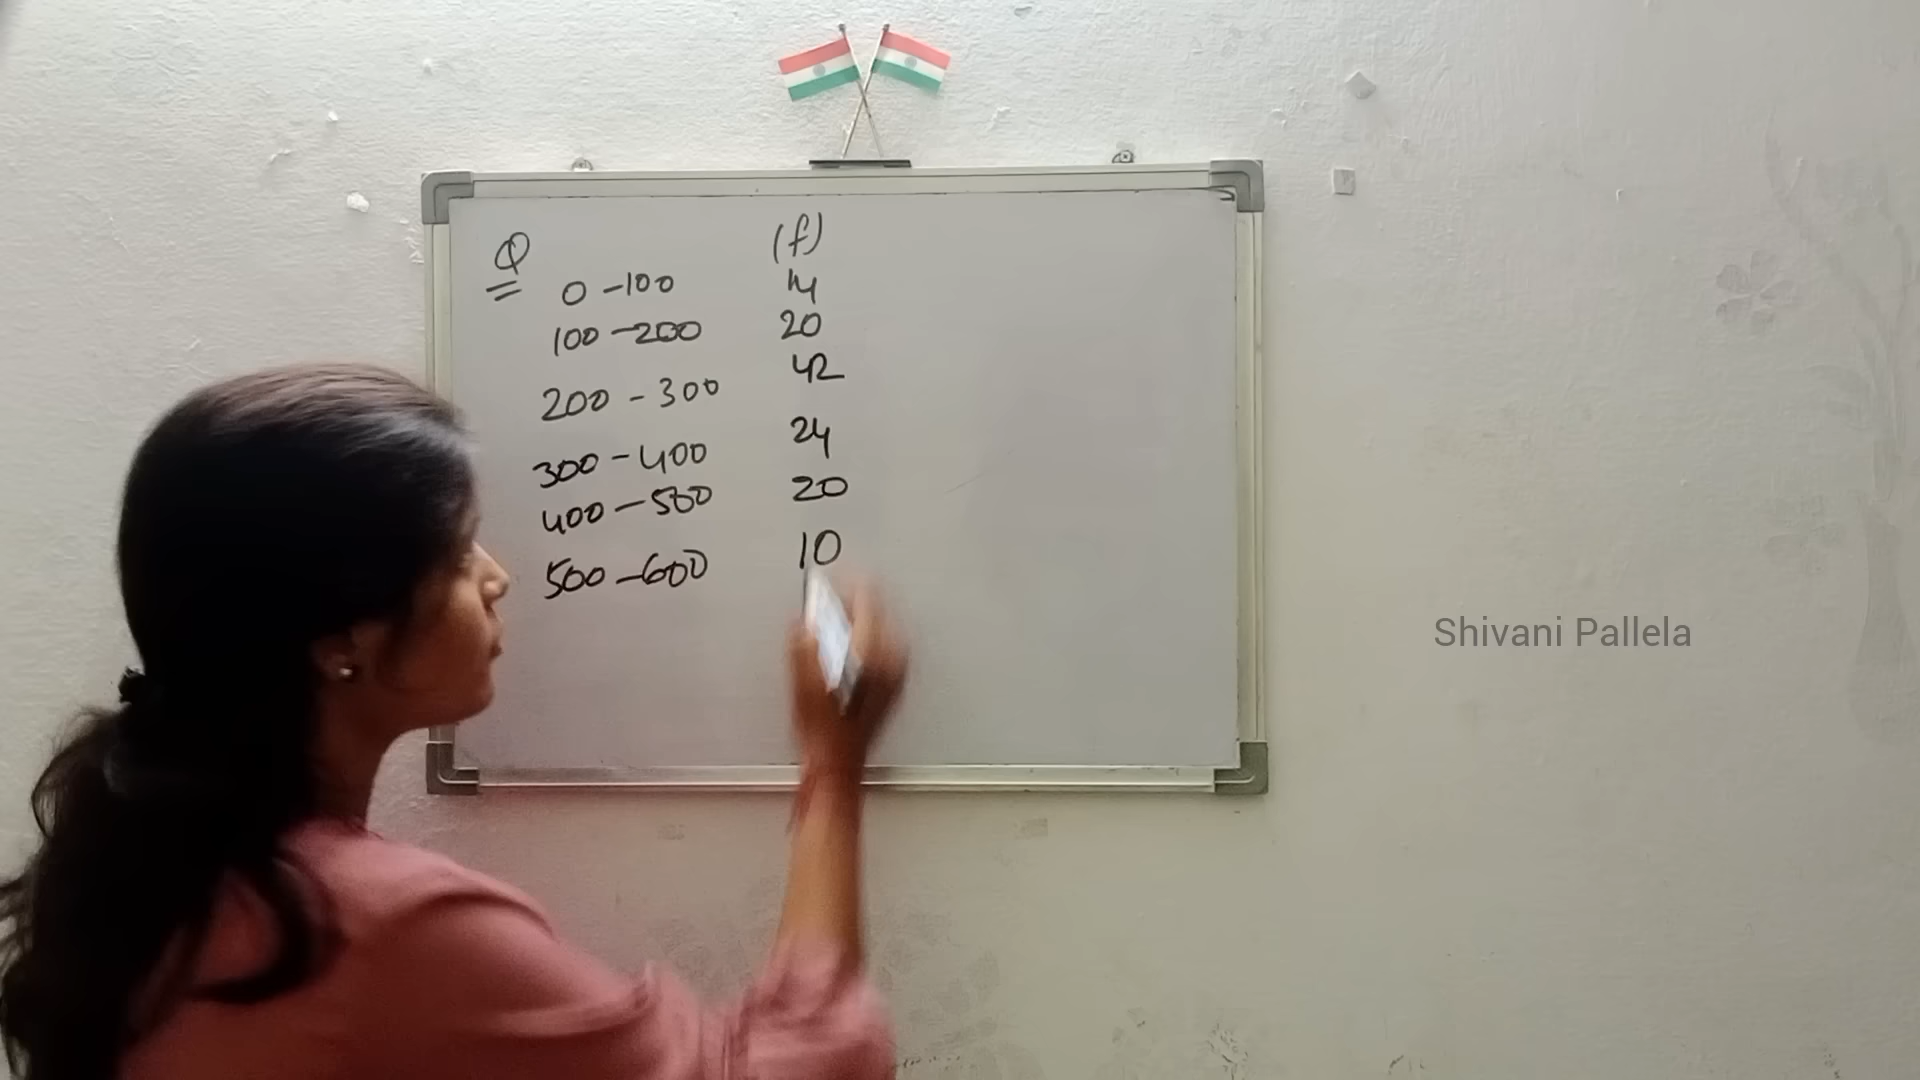 Q (f)
0 - 100 14
100 - 200 20
200 - 300 42
300 - 400 24
400 - 500 20
500 - 600 10
Shivani Pallela